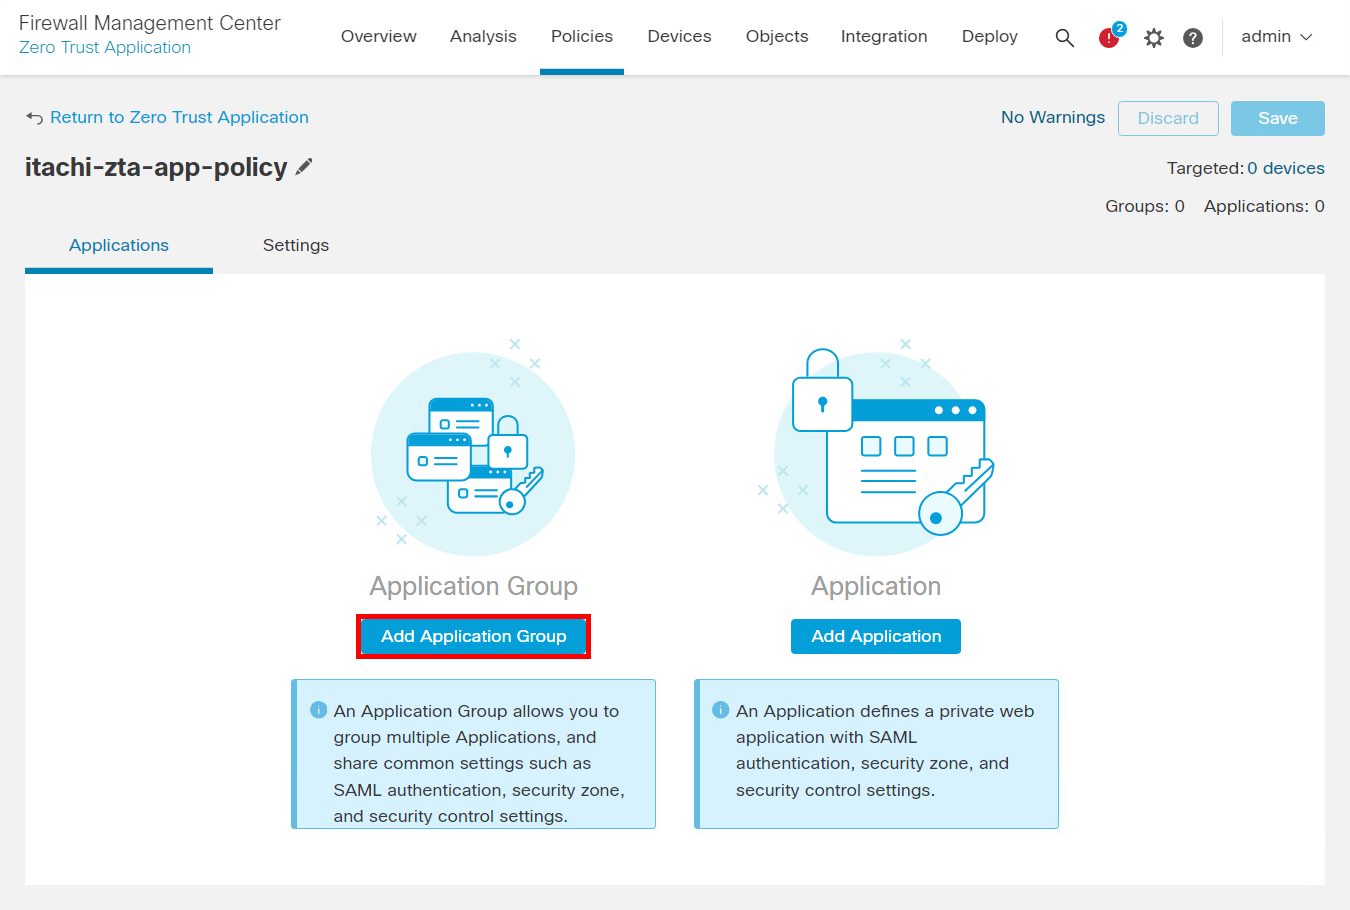 Firewall Management Center
Zero Trust Application
Overview Analysis Policies Devices Objects Integration Deploy 2 admin
Return to Zero Trust Application
No Warnings Discard Save
itachi-zta-app-policy
Targeted: 0 devices
Groups: 0 Applications: 0
Applications Settings
Application Group
Add Application Group
An Application Group allows you to
group multiple Applications, and
share common settings such as
SAML authentication, security zone,
and security control settings.
Application
Add Application
An Application defines a private web
application with SAML
authentication, security zone, and
security control settings.